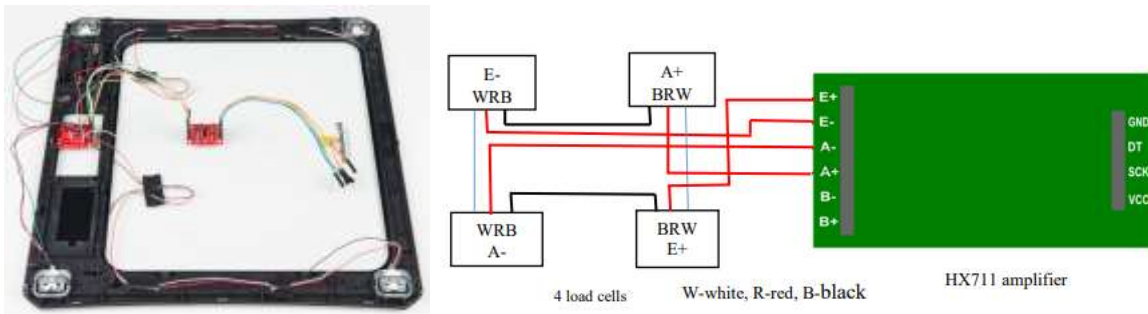 E-
WRB
A+
BRW
WRB
A-
BRW
E+
E+
E-
A-
A+
B-
B+
GND
DT
SCK
VCC
4 load cells
W-white, R-red, B-black
HX711 amplifier